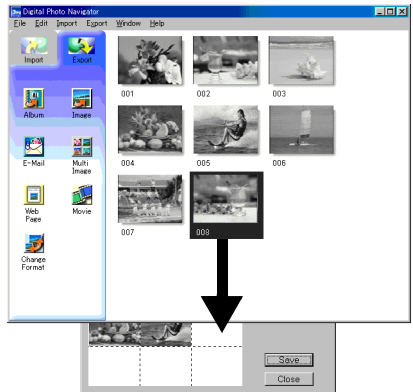 Digital Photo Navigator
File Edit Import Export Window Help
Import Export
001 002 003
Album Image
004 005 006
E-Mail Multi Image
Web Page Movie
007 008
Change Format
Save
Close